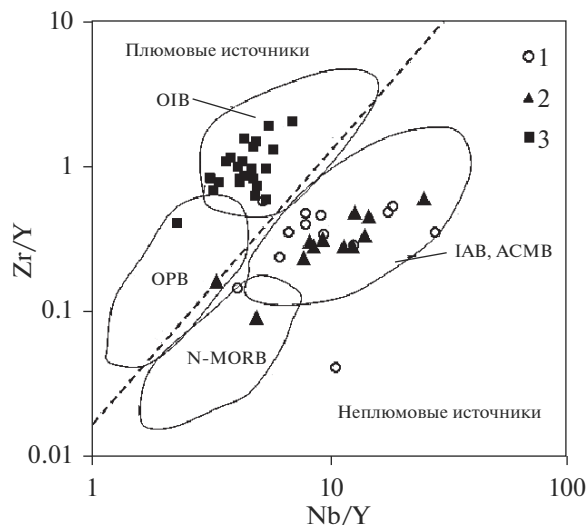 10
Плюмовые источники
1
2
3
OIB
1
Zr/Y
OPB
IAB, ACMB
0.1
N-MORB
Неплюмовые источники
0.01
1
10
100
Nb/Y